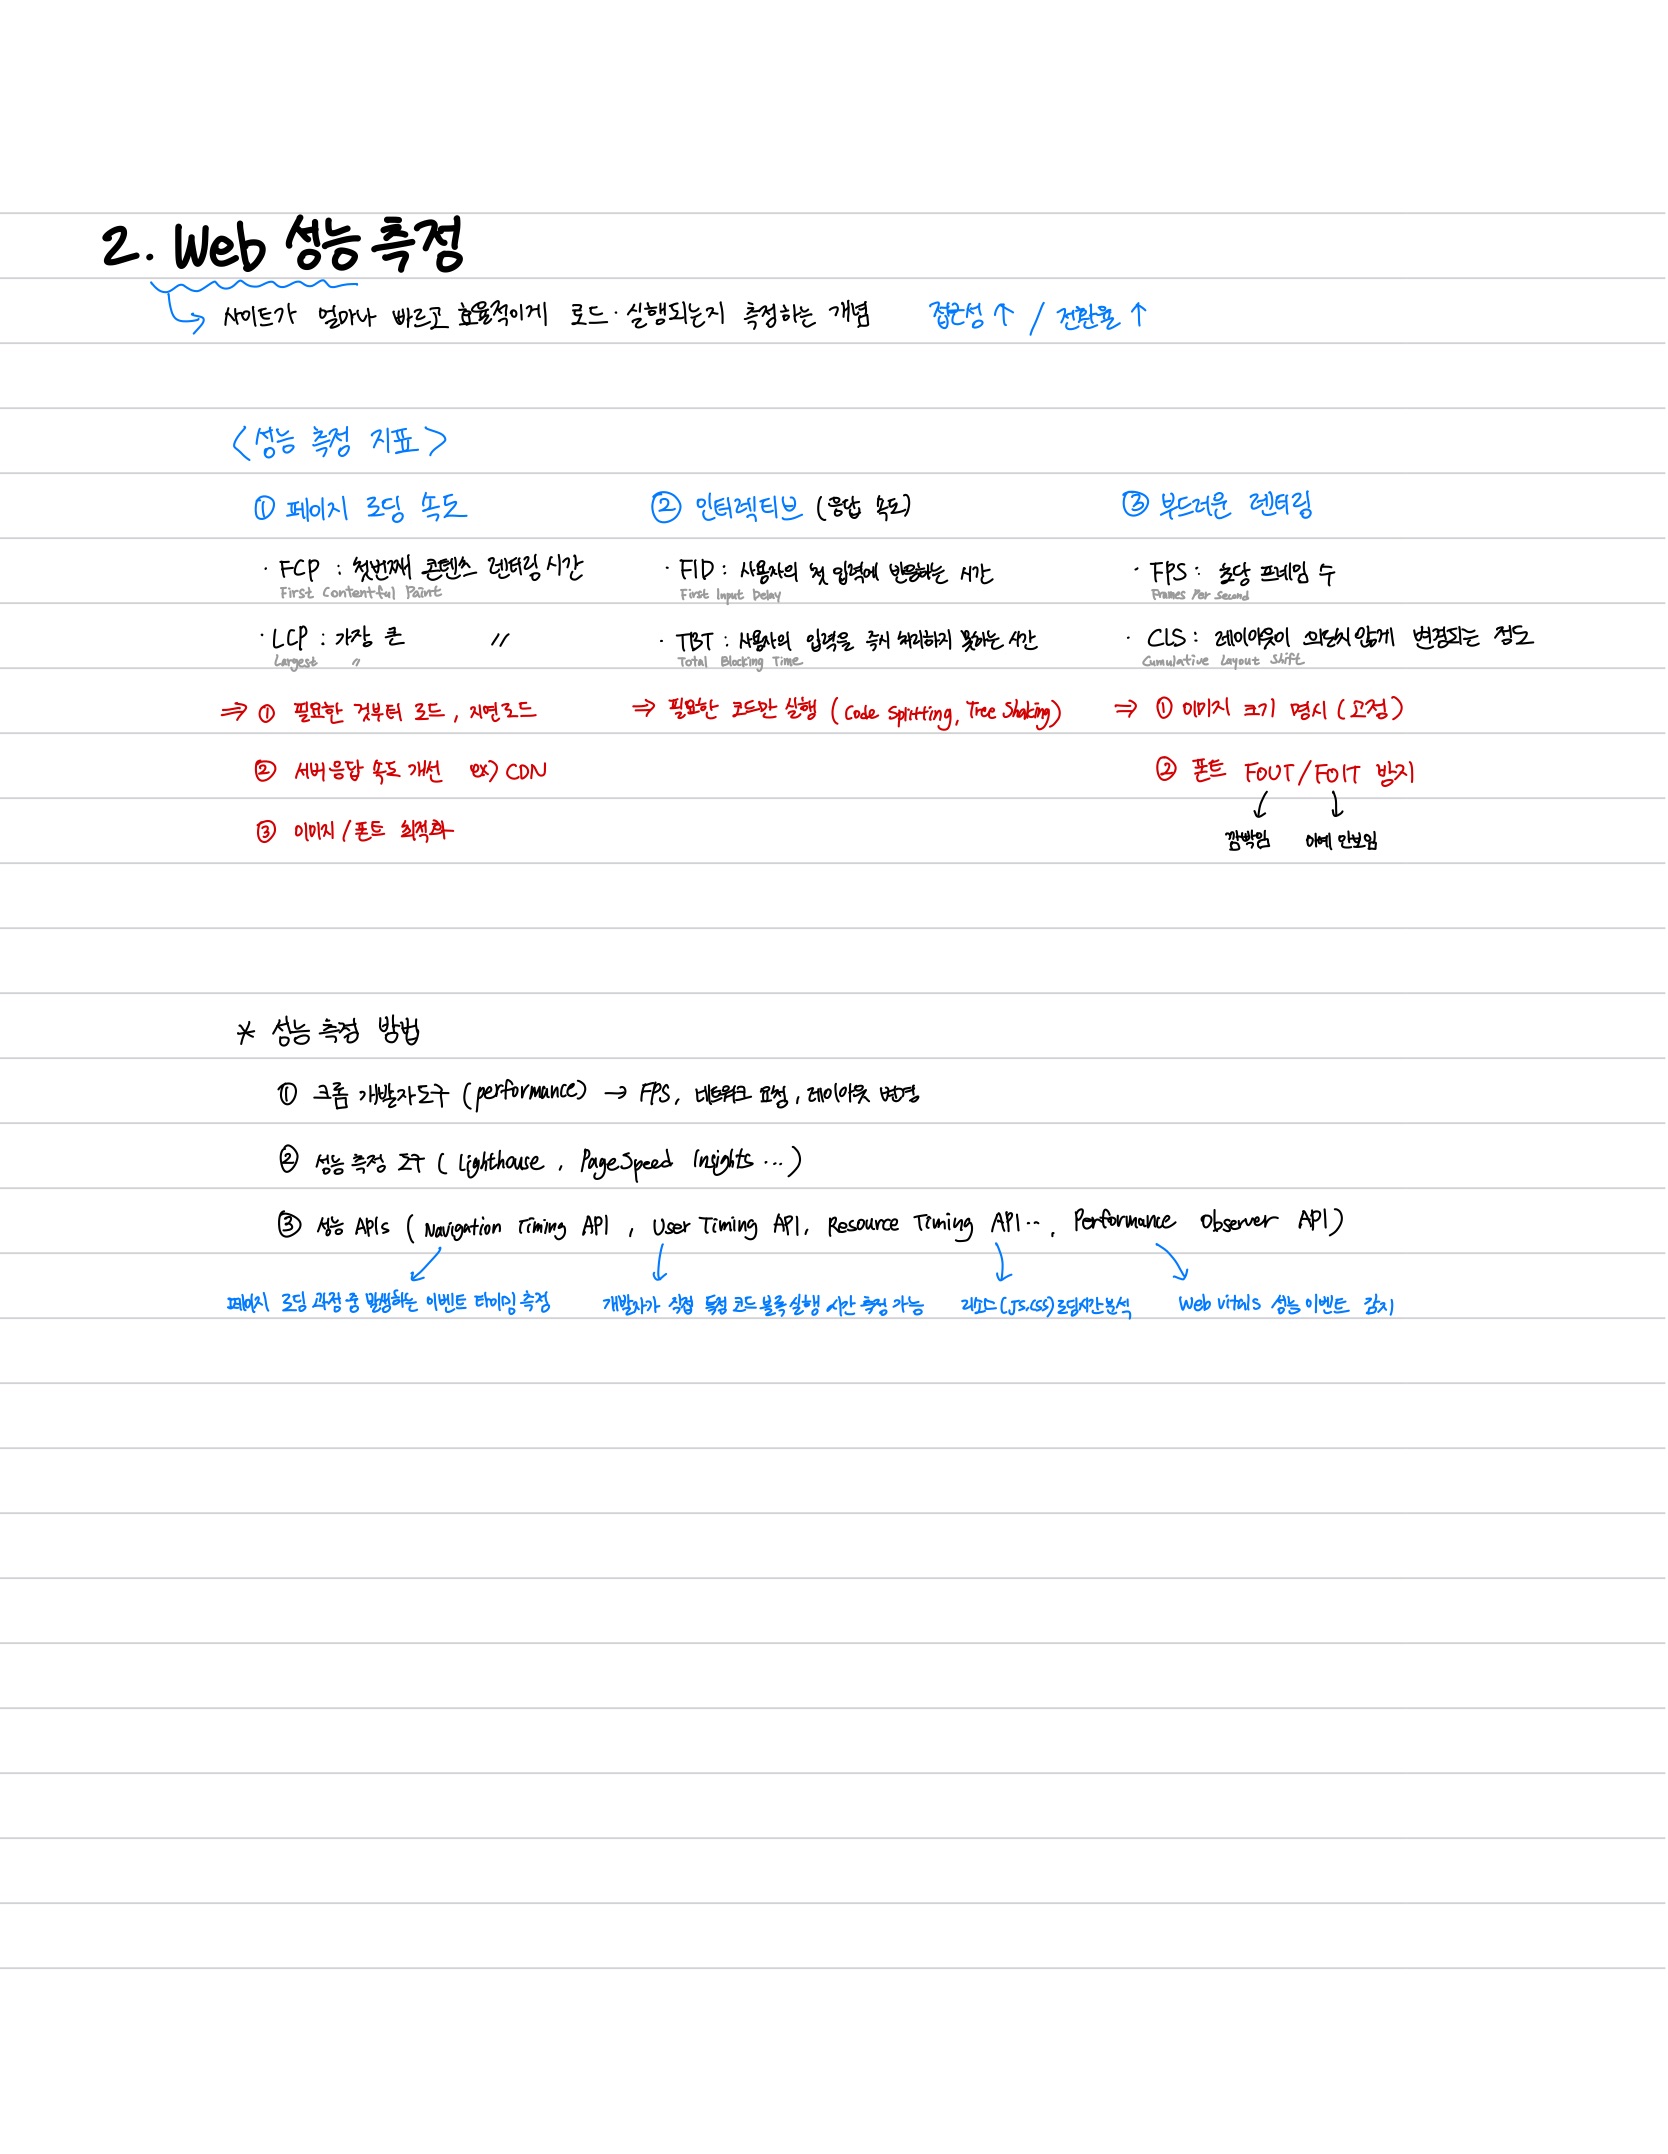 2. Web 성능 측정
사이트가 얼마나 빠르고 효율적이게 로드·실행되는지 측정하는 개념 접근성 ↑ / 전환율 ↑
<성능 측정 지표>
① 페이지 로딩 속도
· FCP : 첫번째 콘텐츠 렌더링 시간
First Contentful Paint
· LCP : 가장 큰 〃
Largest 〃
⇒ ① 필요한 것부터 로드, 지연로드
② 서버응답 속도 개선 ex) CDN
③ 이미지/폰트 최적화
② 인터렉티브 (응답 속도)
· FID : 사용자의 첫 입력에 반응하는 시간
First Input Delay
· TBT : 사용자의 입력을 즉시 처리하지 못하는 시간
Total Blocking Time
⇒ 필요한 코드만 실행 (Code Splitting, Tree Shaking)
③ 부드러운 렌터링
· FPS : 초당 프레임 수
Frames Per Second
· CLS : 레이아웃이 의도치않게 변경되는 정도
Cumulative Layout Shift
⇒ ① 이미지 크기 명시 (고정)
② 폰트 FOUT/FOIT 방지
깜빡임 아예 안보임
* 성능 측정 방법
① 크롬 개발자도구 (performance) → FPS, 네트워크 요청, 레이아웃 변경
② 성능 측정 도구 (Lighthouse, PageSpeed Insights ...)
③ 성능 APIs (Navigation Timing API, User Timing API, Resource Timing API.., Performance Observer API)
페이지 로딩 과정 중 발생하는 이벤트 타이밍 측정 개발자가 직접 특정 코드 블록 실행 시간 측정 가능 리소스(JS,CSS)로딩시간 분석 Web vitals 성능 이벤트 감지